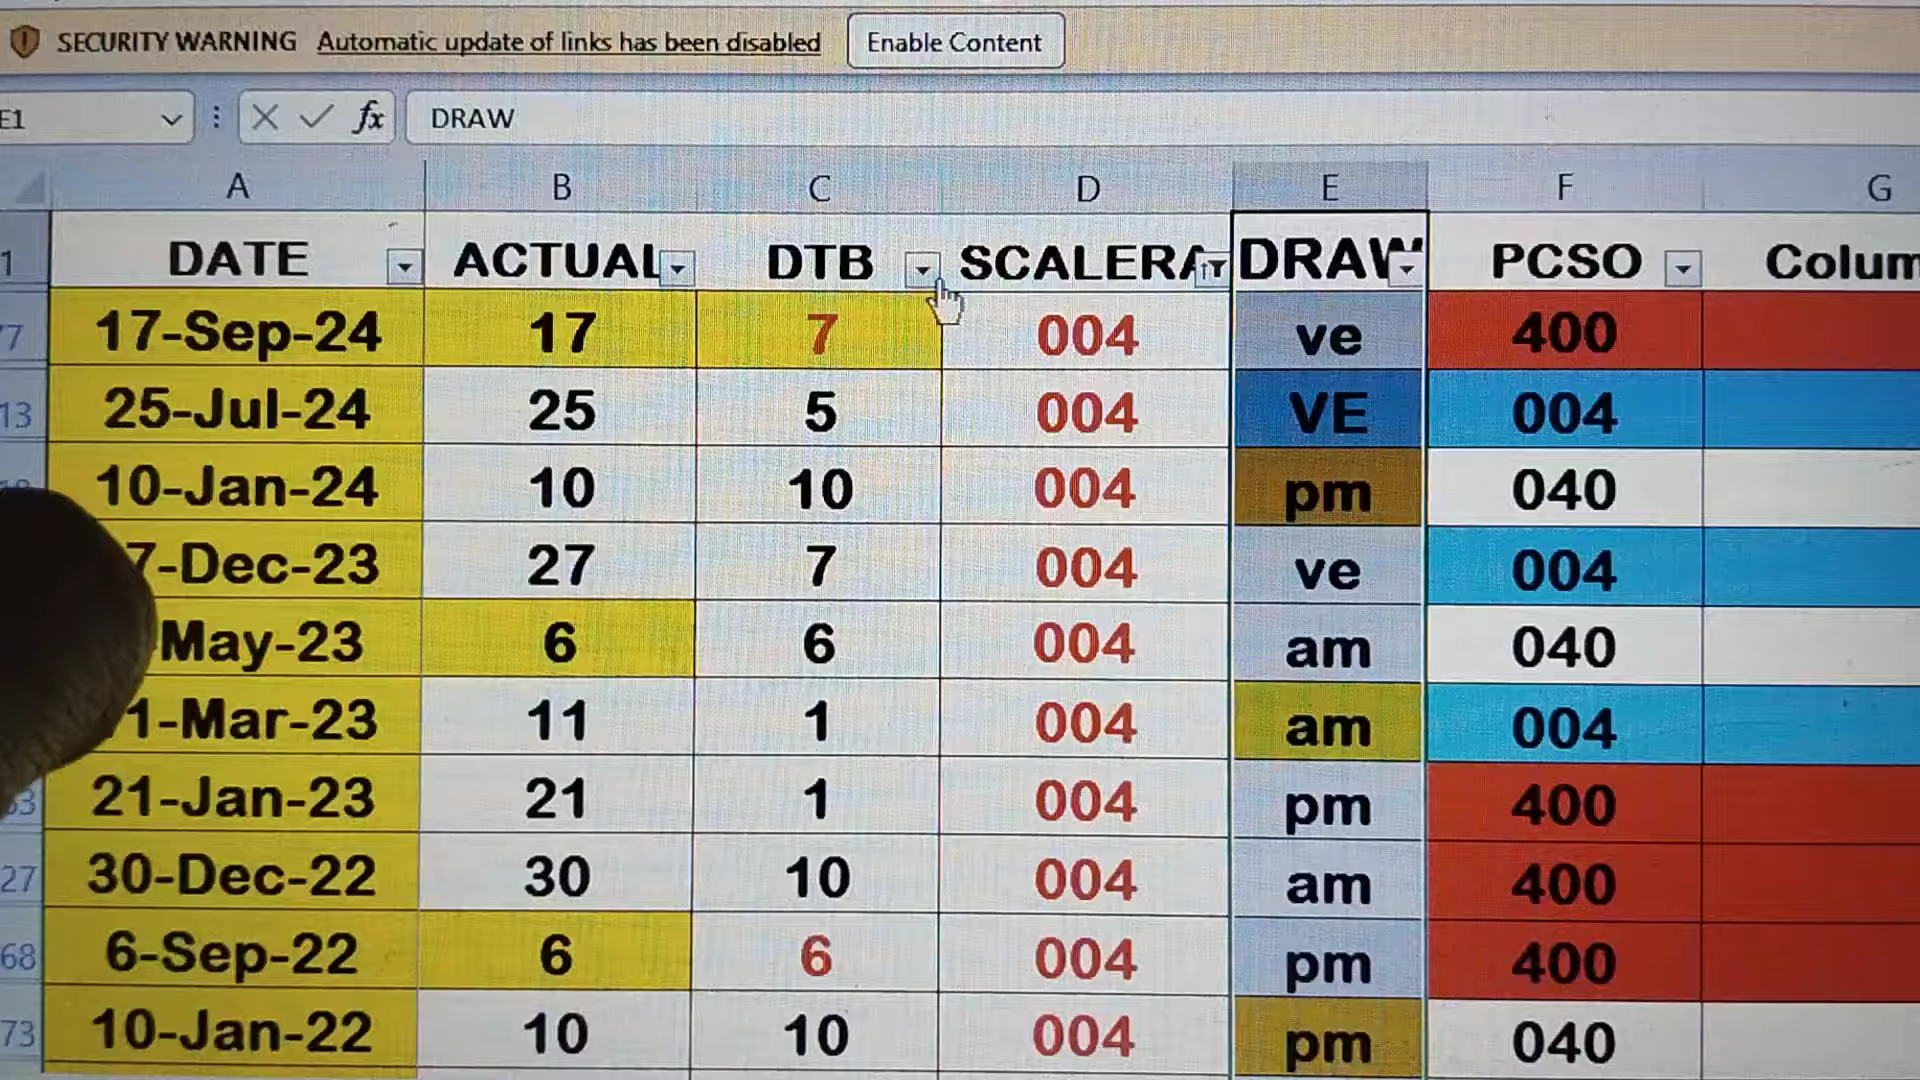 SECURITY WARNING Automatic update of links has been disabled Enable Content
E1 fx DRAW
A B C D E F G
1 DATE ACTUAL DTB SCALERA DRAW PCSO Colum
7 17-Sep-24 17 7 004 ve 400
13 25-Jul-24 25 5 004 VE 004
10-Jan-24 10 10 004 pm 040
7-Dec-23 27 7 004 ve 004
May-23 6 6 004 am 040
1-Mar-23 11 1 004 am 004
3 21-Jan-23 21 1 004 pm 400
27 30-Dec-22 30 10 004 am 400
68 6-Sep-22 6 6 004 pm 400
73 10-Jan-22 10 10 004 pm 040